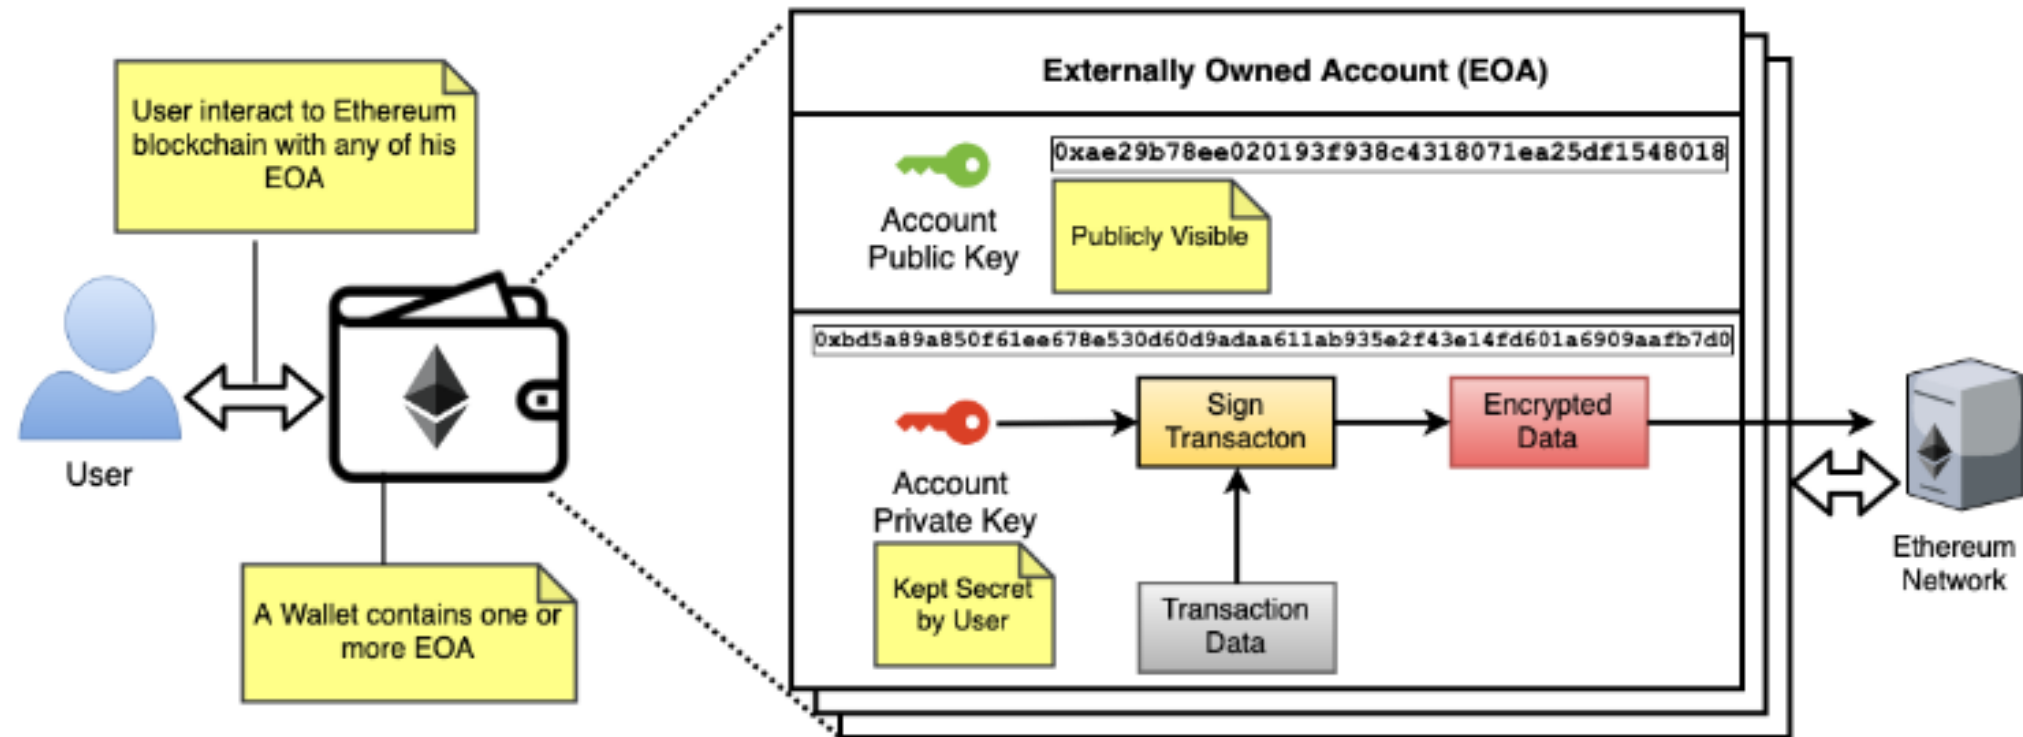 User interact to Ethereum
blockchain with any of his
EOA
User
A Wallet contains one or
more EOA
Externally Owned Account (EOA)
0xae29b78ee020193f938c4318071ea25df1548018
Account
Public Key
Publicly Visible
0xbd5a89a850f61ee678e530d60d9adaa611ab935e2f43e14fd601a6909aafb7d0
Account
Private Key
Kept Secret
by User
Sign
Transacton
Transaction
Data
Encrypted
Data
Ethereum
Network